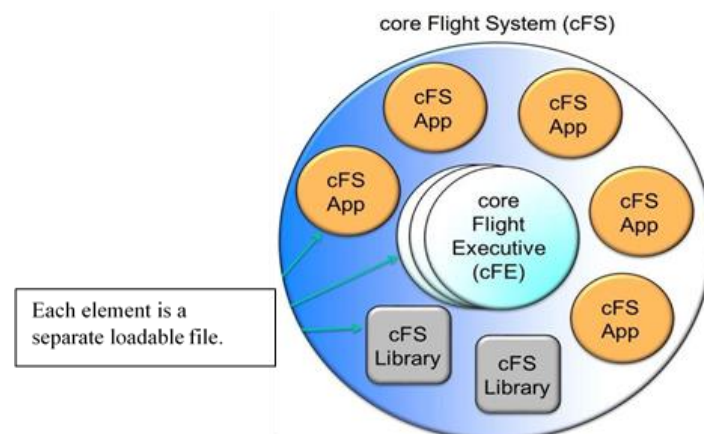 core Flight System (cFS)
cFS
App
cFS
App
cFS
App
cFS
App
cFS
App
core
Flight
Executive
(cFE)
Each element is a
separate loadable file.
cFS
Library
cFS
Library